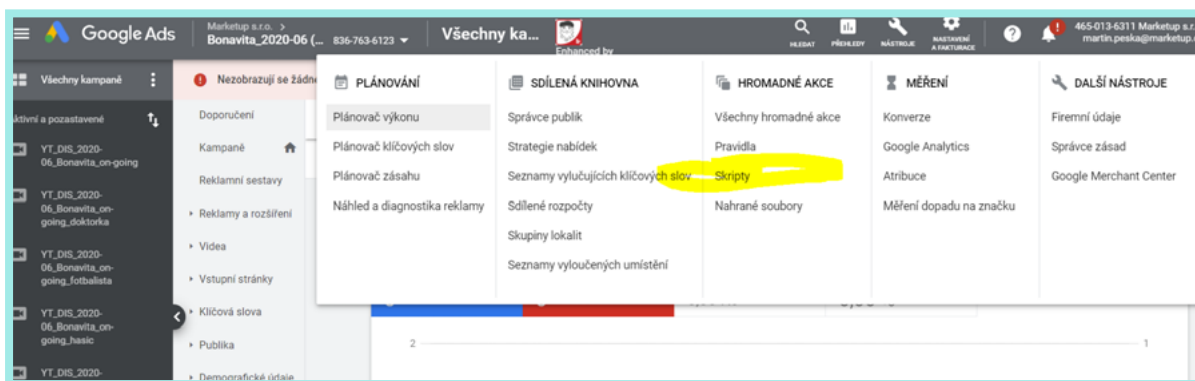 Google Ads
Marketup s.r.o. >
Bonavita_2020-06 (... 836-763-6123
Všechny ka...
Enhanced by
HLEDAT
PŘEHLEDY
NÁSTROJE
NASTAVENÍ
A FAKTURACE
?
!
465-013-6311 Marketup s.r
martin.peska@marketup.
Všechny kampaně
aktivní a pozastavené
YT_DIS_2020-
06_Bonavita_on-going
YT_DIS_2020-
06_Bonavita_on-
going_doktorka
YT_DIS_2020-
06_Bonavita_on-
going_fotbalista
YT_DIS_2020-
06_Bonavita_on-
going_hasic
YT_DIS_2020-
Nezobrazují se žádn
Doporučení
Kampaně
Reklamní sestavy
Reklamy a rozšíření
Videa
Vstupní stránky
Klíčová slova
Publika
Demografické údaje
PLÁNOVÁNÍ
Plánovač výkonu
Plánovač klíčových slov
Plánovač zásahu
Náhled a diagnostika reklamy
SDÍLENÁ KNIHOVNA
Správce publik
Strategie nabídek
Seznamy vylučujících klíčových slov
Sdílené rozpočty
Skupiny lokalit
Seznamy vyloučených umístění
HROMADNÉ AKCE
Všechny hromadné akce
Pravidla
Skripty
Nahrané soubory
MĚŘENÍ
Konverze
Google Analytics
Atribuce
Měření dopadu na značku
DALŠÍ NÁSTROJE
Firemní údaje
Správce zásad
Google Merchant Center
2
1